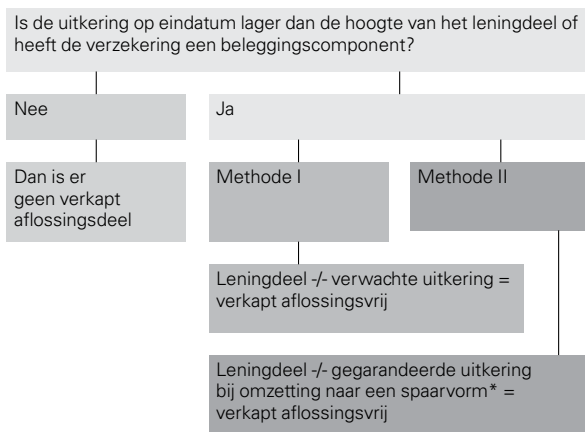 Is de uitkering op eindatum lager dan de hoogte van het leningdeel of
heeft de verzekering een beleggingscomponent?
Nee
Ja
Dan is er
geen verkapt
aflossingsdeel
Methode I
Methode II
Leningdeel -/- verwachte uitkering =
verkapt aflossingsvrij
Leningdeel -/- gegarandeerde uitkering
bij omzetting naar een spaarvorm* =
verkapt aflossingsvrij